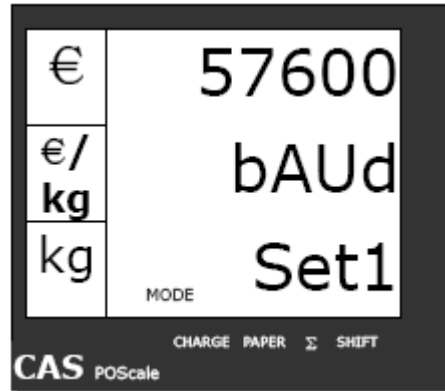 € 57600
€/ bAUd
kg
kg MODE Set1
CHARGE PAPER Σ SHIFT
CAS POScale